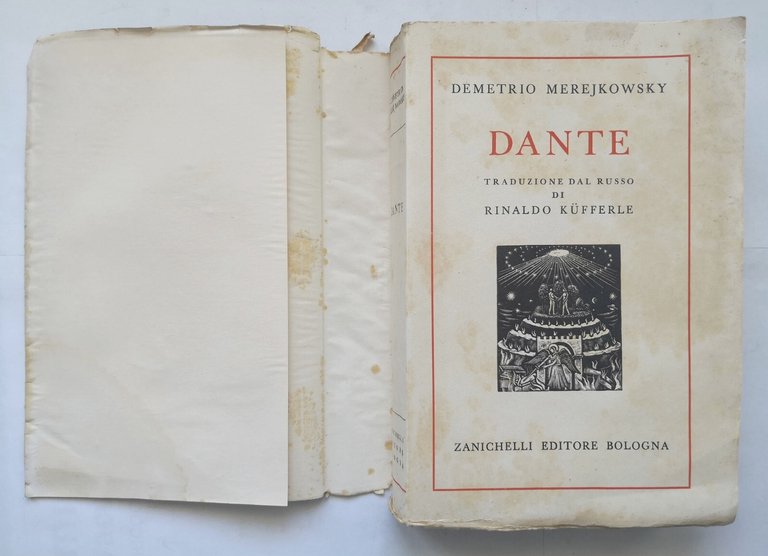 DEMETRIO MEREJKOWSKY
DANTE
TRADUZIONE DAL RUSSO
DI
RINALDO KÜFFERLE
ZANICHELLI EDITORE BOLOGNA
DANTE